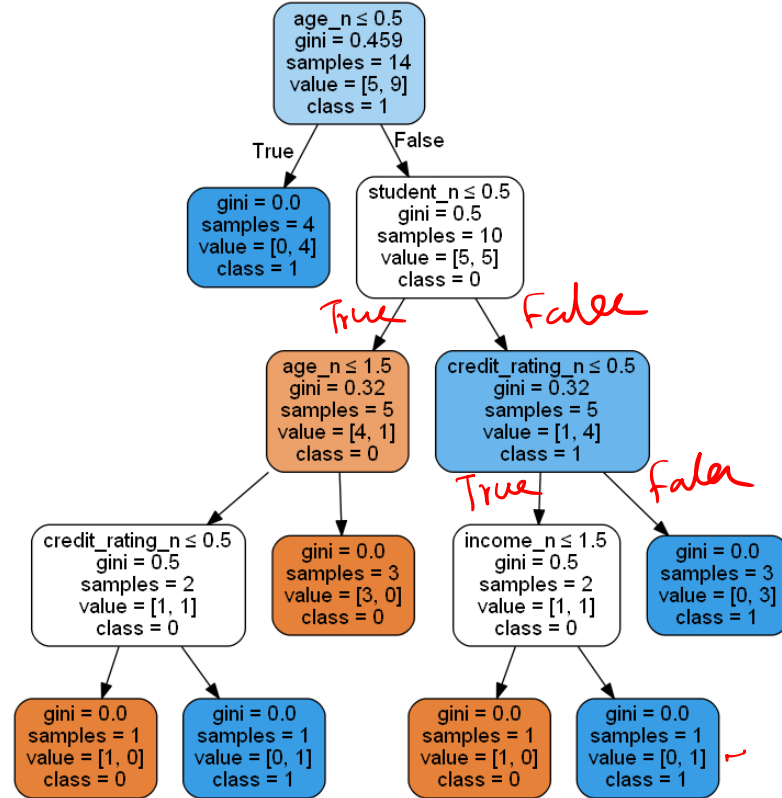 age_n ≤ 0.5
gini = 0.459
samples = 14
value = [5, 9]
class = 1
True
False
gini = 0.0
samples = 4
value = [0, 4]
class = 1
student_n ≤ 0.5
gini = 0.5
samples = 10
value = [5, 5]
class = 0
True
False
age_n ≤ 1.5
gini = 0.32
samples = 5
value = [4, 1]
class = 0
credit_rating_n ≤ 0.5
gini = 0.32
samples = 5
value = [1, 4]
class = 1
True
False
credit_rating_n ≤ 0.5
gini = 0.5
samples = 2
value = [1, 1]
class = 0
gini = 0.0
samples = 3
value = [3, 0]
class = 0
income_n ≤ 1.5
gini = 0.5
samples = 2
value = [1, 1]
class = 0
gini = 0.0
samples = 3
value = [0, 3]
class = 1
gini = 0.0
samples = 1
value = [1, 0]
class = 0
gini = 0.0
samples = 1
value = [0, 1]
class = 1
gini = 0.0
samples = 1
value = [1, 0]
class = 0
gini = 0.0
samples = 1
value = [0, 1]
class = 1